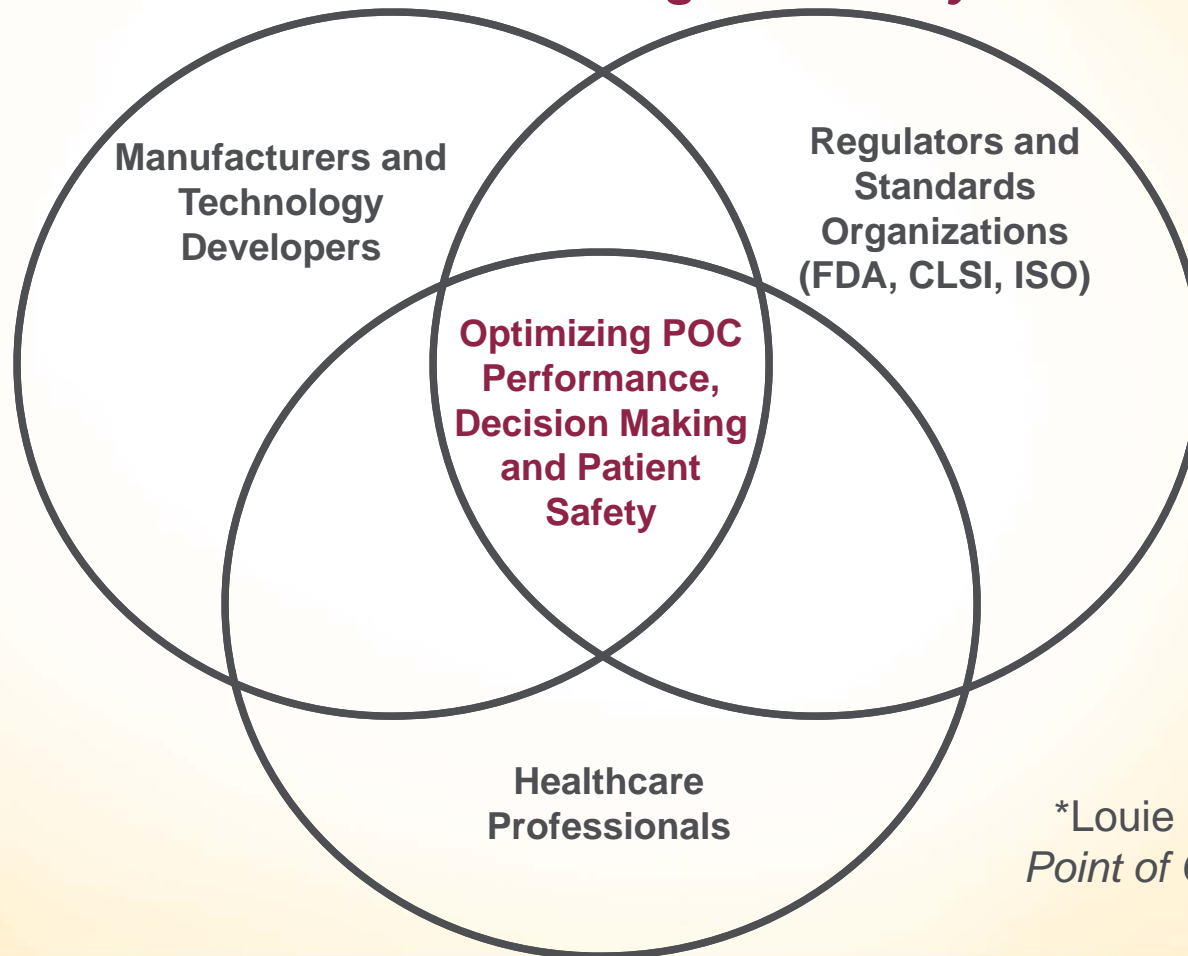 Manufacturers and
Technology
Developers
Regulators and
Standards
Organizations
(FDA, CLSI, ISO)
Optimizing POC
Performance,
Decision Making
and Patient
Safety
Healthcare
Professionals
*Louie
Point of